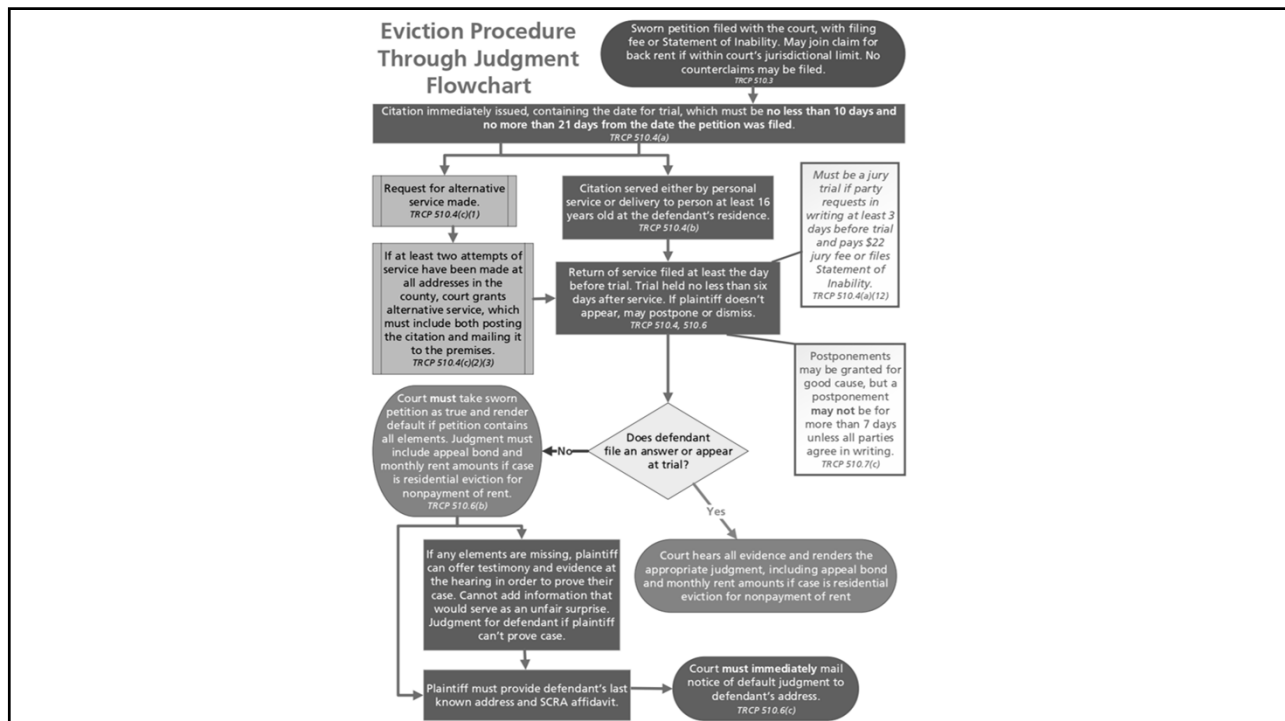 Eviction Procedure
Through Judgment
Flowchart
Sworn petition filed with the court, with filing
fee or Statement of Inability. May join claim for
back rent if within court's jurisdictional limit. No
counterclaims may be filed.
TRCP 510.3
Citation immediately issued, containing the date for trial, which must be no less than 10 days and
no more than 21 days from the date the petition was filed.
TRCP 510.4(a)
Request for alternative
service made.
TRCP 510.4(c)(1)
Citation served either by personal
service or delivery to person at least 16
years old at the defendant's residence.
TRCP 510.4(b)
Must be a jury
trial if party
requests in
writing at least 3
days before trial
and pays $22
jury fee or files
Statement of
Inability.
TRCP 510.4(a)(12)
If at least two attempts of
service have been made at
all addresses in the
county, court grants
alternative service, which
must include both posting
the citation and mailing it
to the premises.
TRCP 510.4(c)(2)(3)
Return of service filed at least the day
before trial. Trial held no less than six
days after service. If plaintiff doesn't
appear, may postpone or dismiss.
TRCP 510.4, 510.6
Postponements
may be granted for
good cause, but a
postponement
may not be for
more than 7 days
unless all parties
agree in writing.
TRCP 510.7(c)
Court must take sworn
petition as true and render
default if petition contains
all elements. Judgment must
include appeal bond and
monthly rent amounts if case
is residential eviction for
nonpayment of rent.
TRCP 510.6(b)
No
Does defendant
file an answer or appear
at trial?
Yes
If any elements are missing, plaintiff
can offer testimony and evidence at
the hearing in order to prove their
case. Cannot add information that
would serve as an unfair surprise.
Judgment for defendant if plaintiff
can't prove case.
Court hears all evidence and renders the
appropriate judgment, including appeal bond
and monthly rent amounts if case is residential
eviction for nonpayment of rent
Plaintiff must provide defendant's last
known address and SCRA affidavit.
Court must immediately mail
notice of default judgment to
defendant's address.
TRCP 510.6(c)